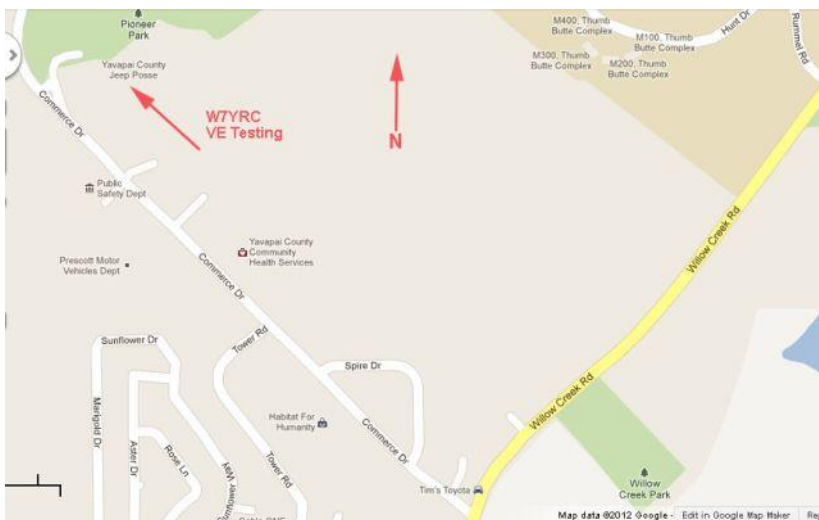 Pioneer
Park
M400, Thumb
Butte Complex
M100, Thumb
Butte Complex
Hunt Dr
Rummel Rd
M300, Thumb
Butte Complex
M200, Thumb
Butte Complex
Yavapai County
Jeep Posse
W7YRC
VE Testing
N
Commerce Dr
Public
Safety Dept
Yavapai County
Community
Health Services
Prescott Motor
Vehicles Dept
Commerce Dr
Willow Creek Rd
Sunflower Dr
Tower Rd
Spire Dr
Marigold Dr
Aster Dr
Rose Ln
Habitat For
Humanity
Tower Rd
Commerce Dr
Willow Creek Rd
Tim's Toyota
Willow
Creek Park
Map data ©2012 Google -
Edit in Google Map Maker